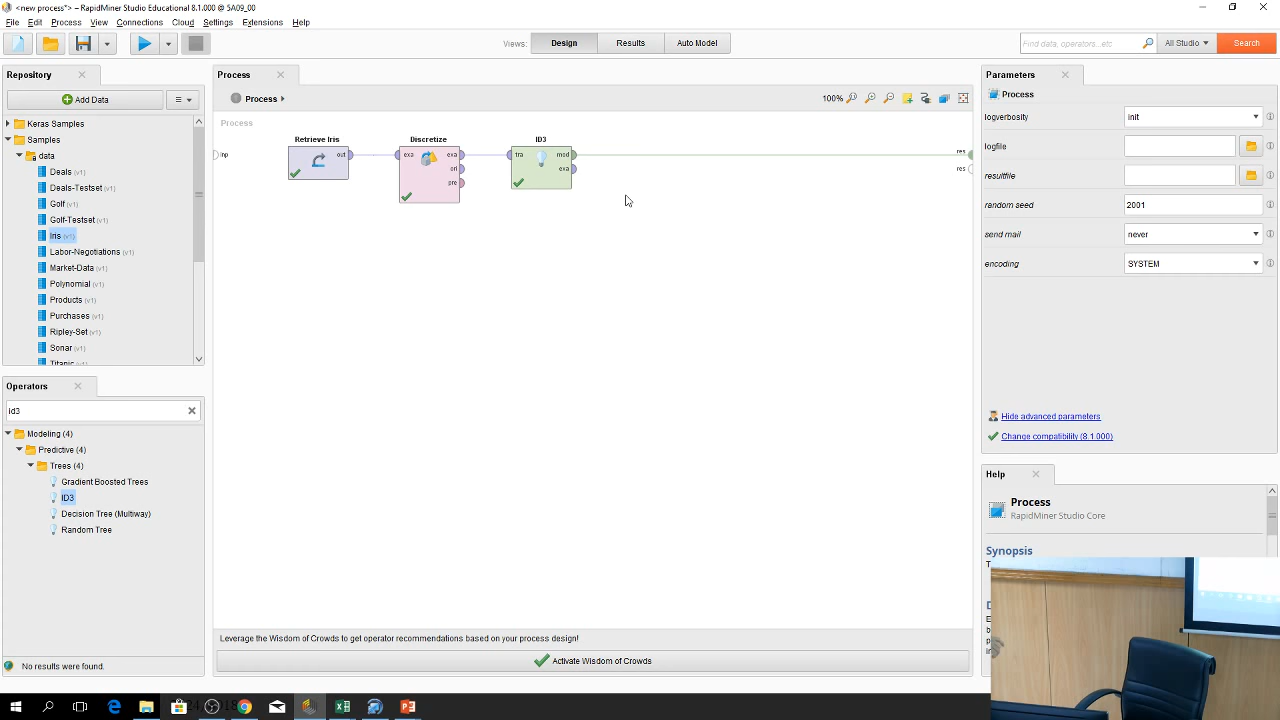 <new process*> – RapidMiner Studio Educational 8.1.000 @ SA09_00
File Edit Process View Connections Cloud Settings Extensions Help
Views: Design Results Auto Model
Find data, operators...etc All Studio Search
Repository
Add Data
Keras Samples
Samples
data
Deals (v1)
Deals-Testset (v1)
Golf (v1)
Golf-Testset (v1)
Iris (v1)
Labor-Negotiations (v1)
Market-Data (v1)
Polynomial (v1)
Products (v1)
Purchases (v1)
Ripley-Set (v1)
Sonar (v1)
Titanic (v1)
Operators
id3
Modeling (4)
Predictive (4)
Trees (4)
Gradient Boosted Trees
ID3
Decision Tree (Multiway)
Random Tree
No results were found.
Process
Process
100%
Process
inp
Retrieve Iris
out
Discretize
exa exa
ori
pre
ID3
tra mod
exa
res
res
Leverage the Wisdom of Crowds to get operator recommendations based on your process design!
Activate Wisdom of Crowds
Parameters
Process
logverbosity init
logfile
resultfile
random seed 2001
send mail never
encoding SYSTEM
Hide advanced parameters
Change compatibility (8.1.000)
Help
Process
RapidMiner Studio Core
Synopsis